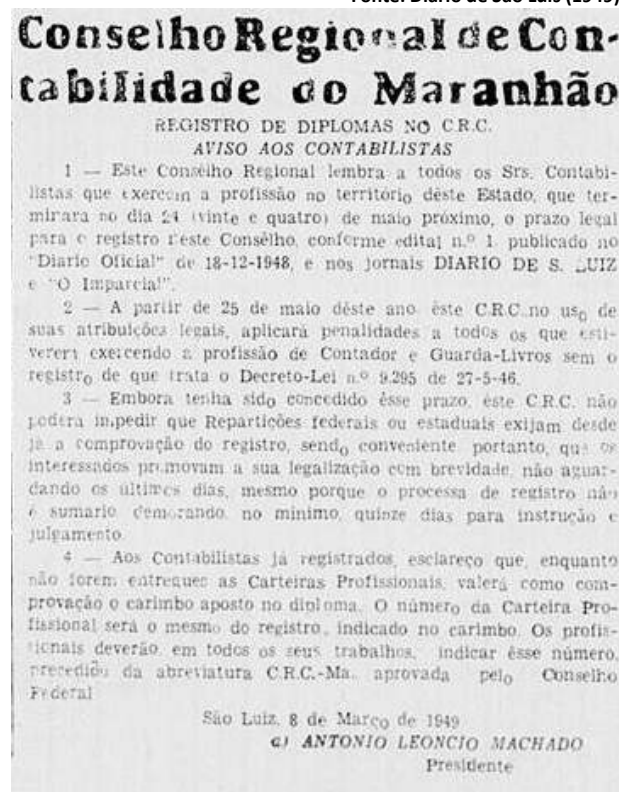 Fonte: Diário de São Luís (1949)
Conselho Regional de Con-
tabilidade do Maranhão
REGISTRO DE DIPLOMAS NO C.R.C.
AVISO AOS CONTABILISTAS
1 — Este Conselho Regional lembra a todos os Srs. Contabi-
listas que exercem a profissão no território dêste Estado, que ter-
minará no dia 24 (vinte e quatro) de maio próximo, o prazo legal
para o registro neste Conselho, conforme edital n.º 1 publicado no
"Diario Oficial" de 18-12-1948, e nos jornais DIARIO DE S. LUIZ
e "O Imparcial".
2 — A partir de 25 de maio dêste ano êste C.R.C. no uso de
suas atribuições legais, aplicará penalidades a todos os que esti-
verem exercendo a profissão de Contador e Guarda-Livros sem o
registro de que trata o Decreto-Lei n.º 9.295 de 27-5-46.
3 — Embora tenha sido concedido êsse prazo, êste C.R.C. não
poderá impedir que Repartições federais ou estaduais exijam desde
já a comprovação do registro, sendo conveniente portanto, que os
interessados promovam a sua legalização com brevidade, não aguar-
dando os últimos dias, mesmo porque o processa de registro não
é sumario demorando, no minimo, quinze dias para instrução e
julgamento.
4 — Aos Contabilistas já registrados, esclareço que, enquanto
não forem entregues as Carteiras Profissionais, valerá como com-
provação o carimbo aposto no diploma. O número da Carteira Pro-
fissional será o mesmo do registro, indicado no carimbo. Os profis-
sionais deverão, em todos os seus trabalhos, indicar êsse número,
precedido da abreviatura C.R.C.-Ma. aprovada pelo Conselho
Federal
São Luiz, 8 de Março de 1949
a) ANTONIO LEONCIO MACHADO
Presidente